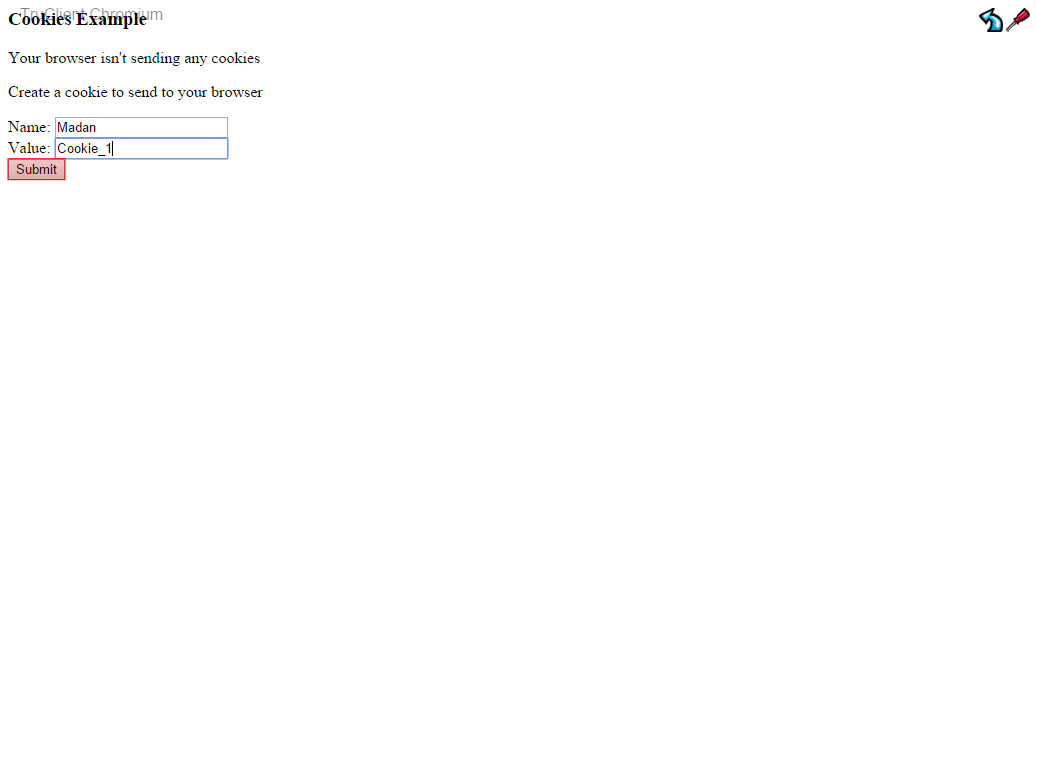 TruClient Chromium
Cookies Example
Your browser isn't sending any cookies
Create a cookie to send to your browser
Name: Madan
Value: Cookie_1
Submit